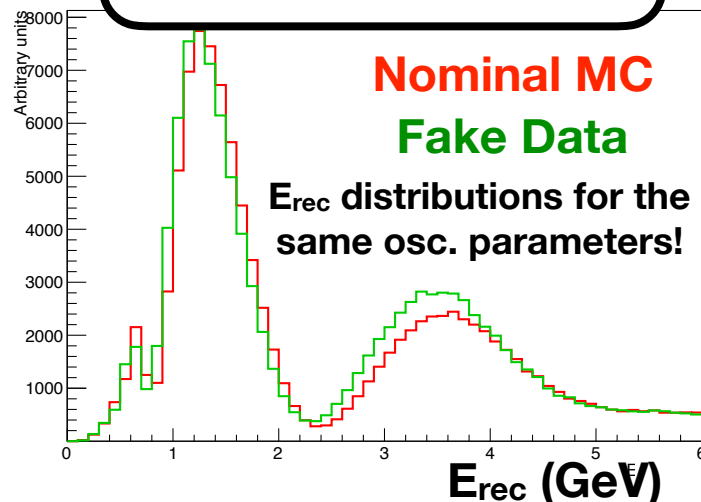 Arbitrary units
8000
7000
6000
5000
4000
3000
2000
1000
Nominal MC
Fake Data
Erec distributions for the
same osc. parameters!
0 1 2 3 4 5 6
E
Erec (GeV)